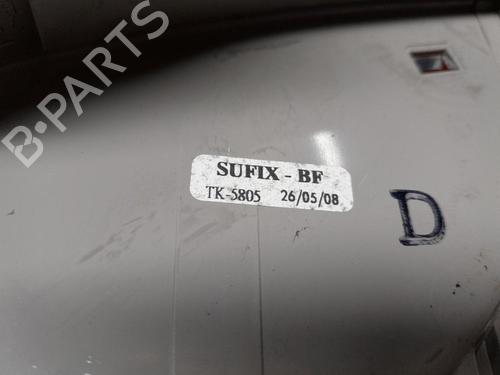 B-PARTS
SUFIX - BF
TK-5805 26/05/08
D